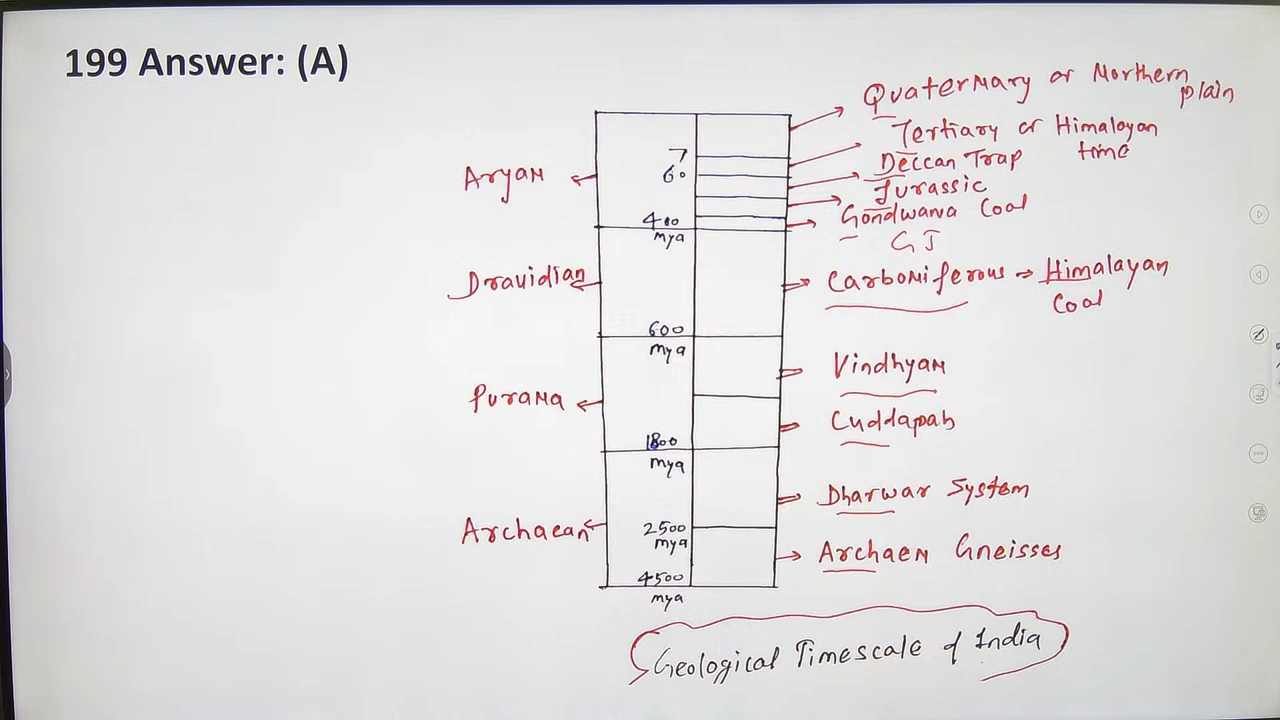 199 Answer: (A)
Quaternary or Northern
plain
Tertiary or Himalayan
time
Deccan Trap
Jurassic
Gondwana Coal
GJ
Aryan
7
60
400
mya
Dravidian
Carboniferous → Himalayan
Coal
600
mya
Vindhyan
Purana
Cuddapah
1800
mya
Dharwar System
Archaean
2500
mya
Archaen Gneisses
4500
mya
Geological Timescale of India